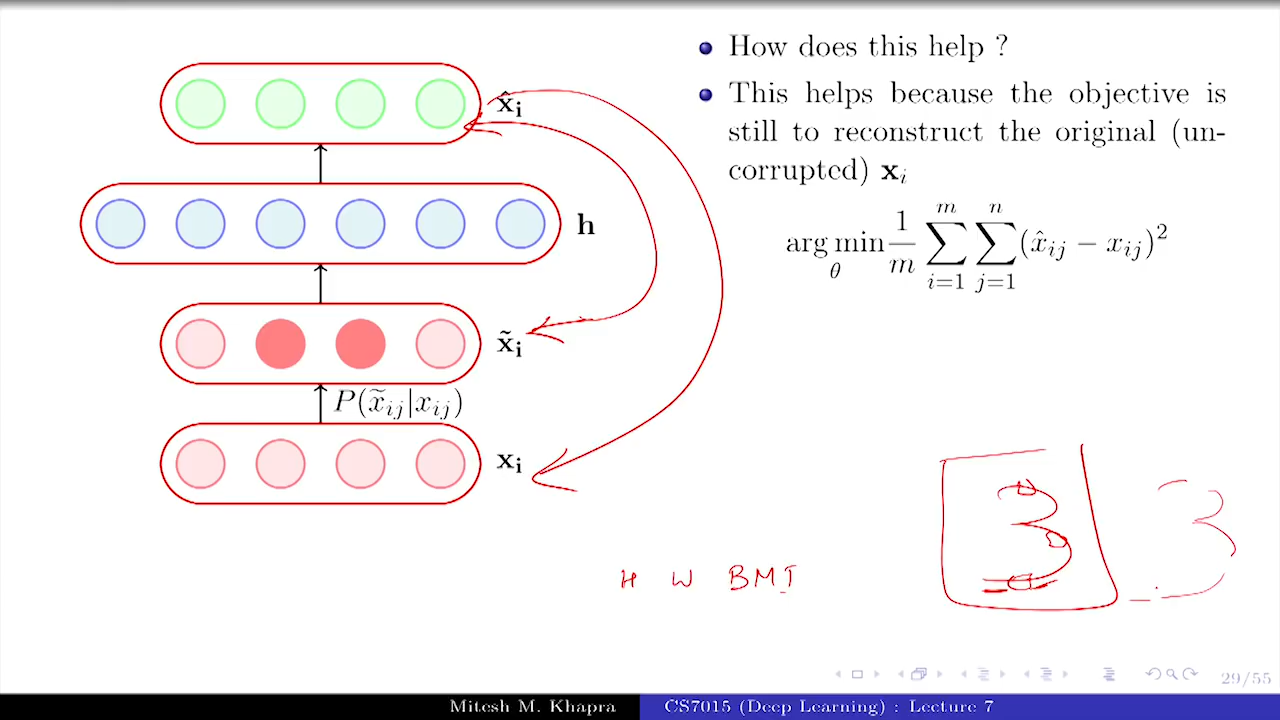 • How does this help ?
• This helps because the objective is
still to reconstruct the original (un-
corrupted) xᵢ
arg min_θ 1/m ∑_{i=1}^{m} ∑_{j=1}^{n} (x̂ᵢⱼ − xᵢⱼ)²
x̂ᵢ
h
x̃ᵢ
P(x̃ᵢⱼ|xᵢⱼ)
xᵢ
3 3
H W BMI
29/55
Mitesh M. Khapra CS7015 (Deep Learning) : Lecture 7